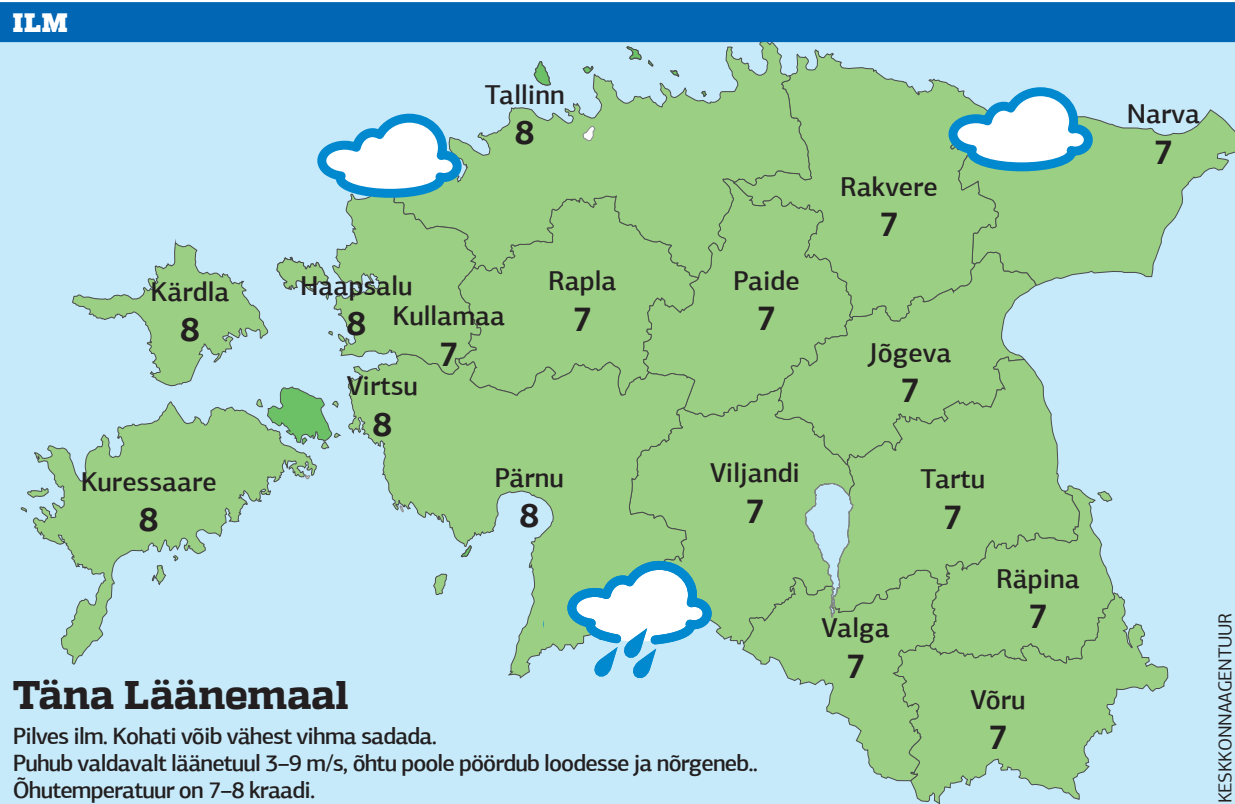 ILM
Tallinn
8
Narva
7
Rakvere
7
Kärdla
8
Haapsalu
8
Kullamaa
7
Rapla
7
Paide
7
Jõgeva
7
Virtsu
8
Kuressaare
8
Pärnu
8
Viljandi
7
Tartu
7
Räpina
7
Valga
7
Võru
7
Täna Läänemaal
Pilves ilm. Kohati võib vähest vihma sadada.
Puhub valdavalt läänetuul 3–9 m/s, õhtu poole pöördub loodesse ja nõrgeneb..
Õhutemperatuur on 7–8 kraadi.
KESKKONNAAGENTUUR